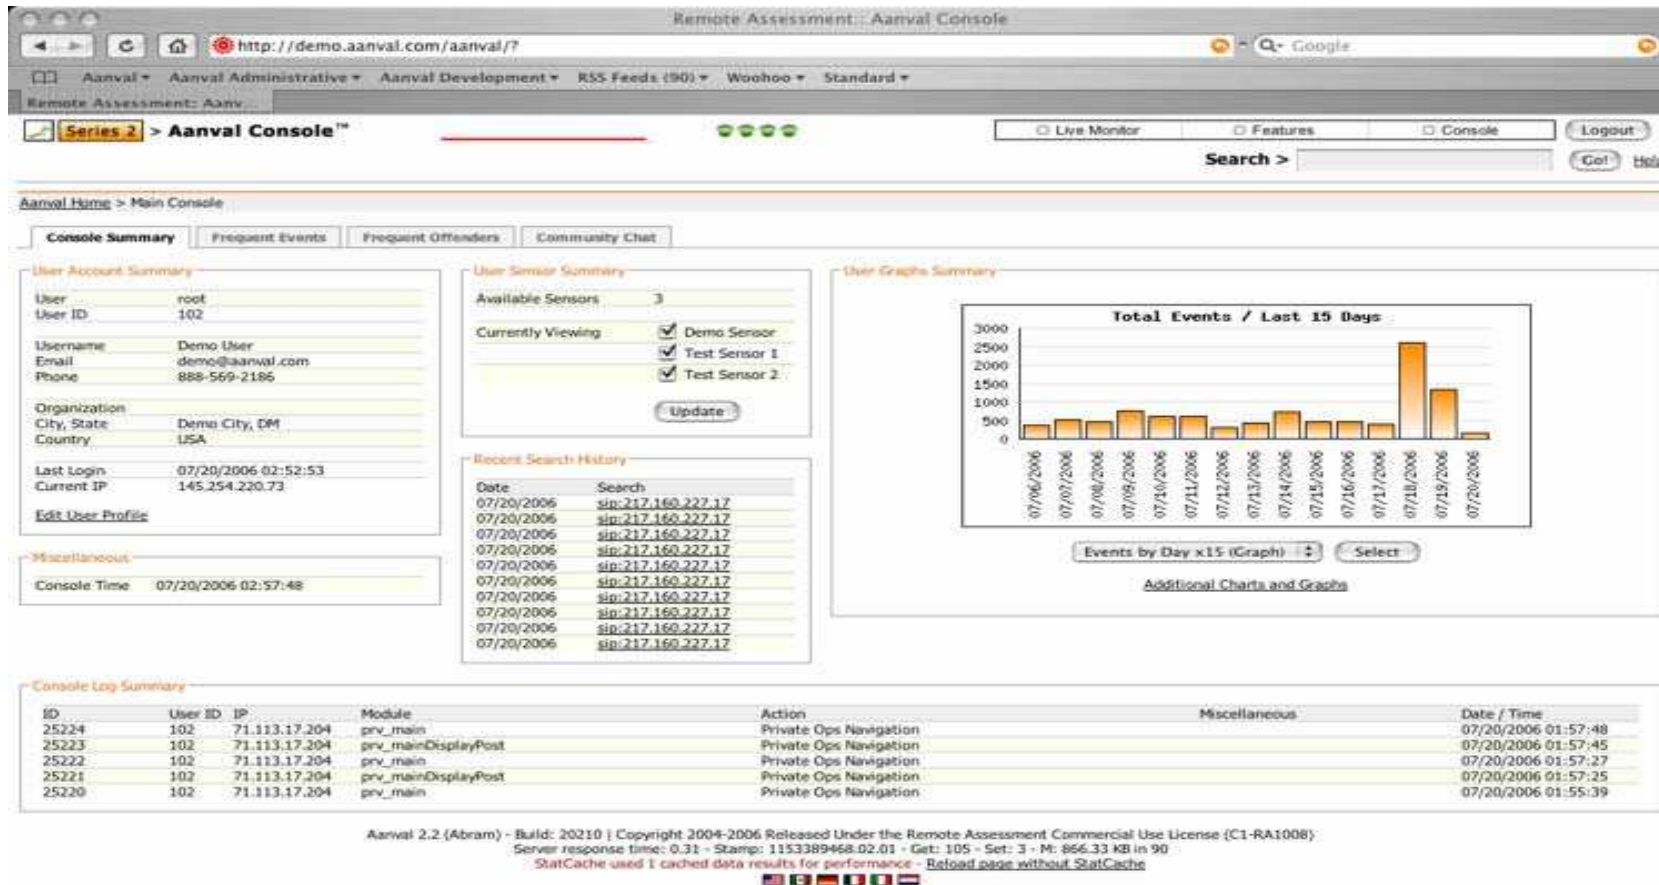 Remote Assessment:: Aanval Console
http://demo.aanval.com/aanval/?
Google
Aanval
Aanval Administrative
Aanval Development
RSS Feeds (90)
Woohoo
Standard
Remote Assessment: Aanv...
Series 2 > Aanval Console™
Live Monitor
Features
Console
Logout
Search >
Go!
Help
Aanval Home > Main Console
Console Summary
Frequent Events
Frequent Offenders
Community Chat
User Account Summary
User root
User ID 102
Username Demo User
Email demo@aanval.com
Phone 888-569-2186
Organization
City, State Demo City, DM
Country USA
Last Login 07/20/2006 02:52:53
Current IP 145.254.220.73
Edit User Profile
Miscellaneous
Console Time 07/20/2006 02:57:48
User Sensor Summary
Available Sensors 3
Currently Viewing Demo Sensor
Test Sensor 1
Test Sensor 2
Update
Recent Search History
Date Search
07/20/2006 sip:217.160.227.17
07/20/2006 sip:217.160.227.17
07/20/2006 sip:217.160.227.17
07/20/2006 sip:217.160.227.17
07/20/2006 sip:217.160.227.17
07/20/2006 sip:217.160.227.17
07/20/2006 sip:217.160.227.17
07/20/2006 sip:217.160.227.17
07/20/2006 sip:217.160.227.17
07/20/2006 sip:217.160.227.17
User Graphs Summary
Total Events / Last 15 Days
3000
2500
2000
1500
1000
500
0
07/06/2006
07/07/2006
07/08/2006
07/09/2006
07/10/2006
07/11/2006
07/12/2006
07/13/2006
07/14/2006
07/15/2006
07/16/2006
07/17/2006
07/18/2006
07/19/2006
07/20/2006
Events by Day x15 (Graph)
Select
Additional Charts and Graphs
Console Log Summary
ID User ID IP Module Action Miscellaneous Date / Time
25224 102 71.113.17.204 prv_main Private Ops Navigation 07/20/2006 01:57:48
25223 102 71.113.17.204 prv_mainDisplayPost Private Ops Navigation 07/20/2006 01:57:45
25222 102 71.113.17.204 prv_main Private Ops Navigation 07/20/2006 01:57:27
25221 102 71.113.17.204 prv_mainDisplayPost Private Ops Navigation 07/20/2006 01:57:25
25220 102 71.113.17.204 prv_main Private Ops Navigation 07/20/2006 01:55:39
Aanval 2.2 (Abram) - Build: 20210 | Copyright 2004-2006 Released Under the Remote Assessment Commercial Use License (C1-RA1008)
Server response time: 0.31 - Stamp: 1153389468.02.01 - Get: 105 - Set: 3 - M: 866.33 KB in 90
StatCache used 1 cached data results for performance - Reload page without StatCache